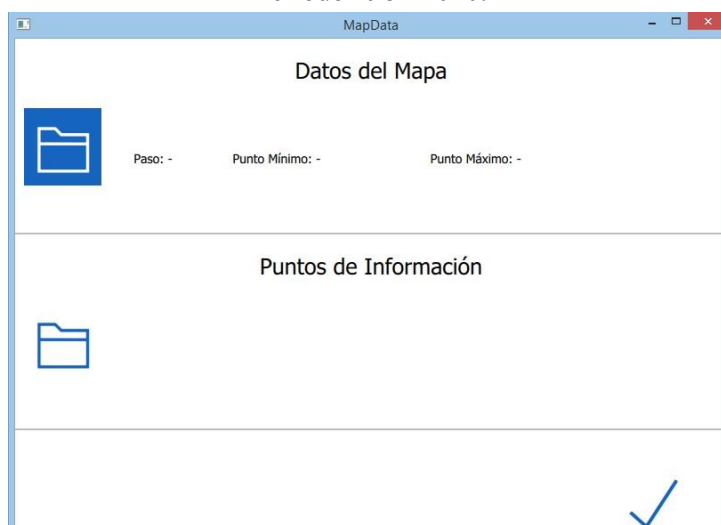 MapData
Datos del Mapa
Paso: - Punto Mínimo: - Punto Máximo: -
Puntos de Información